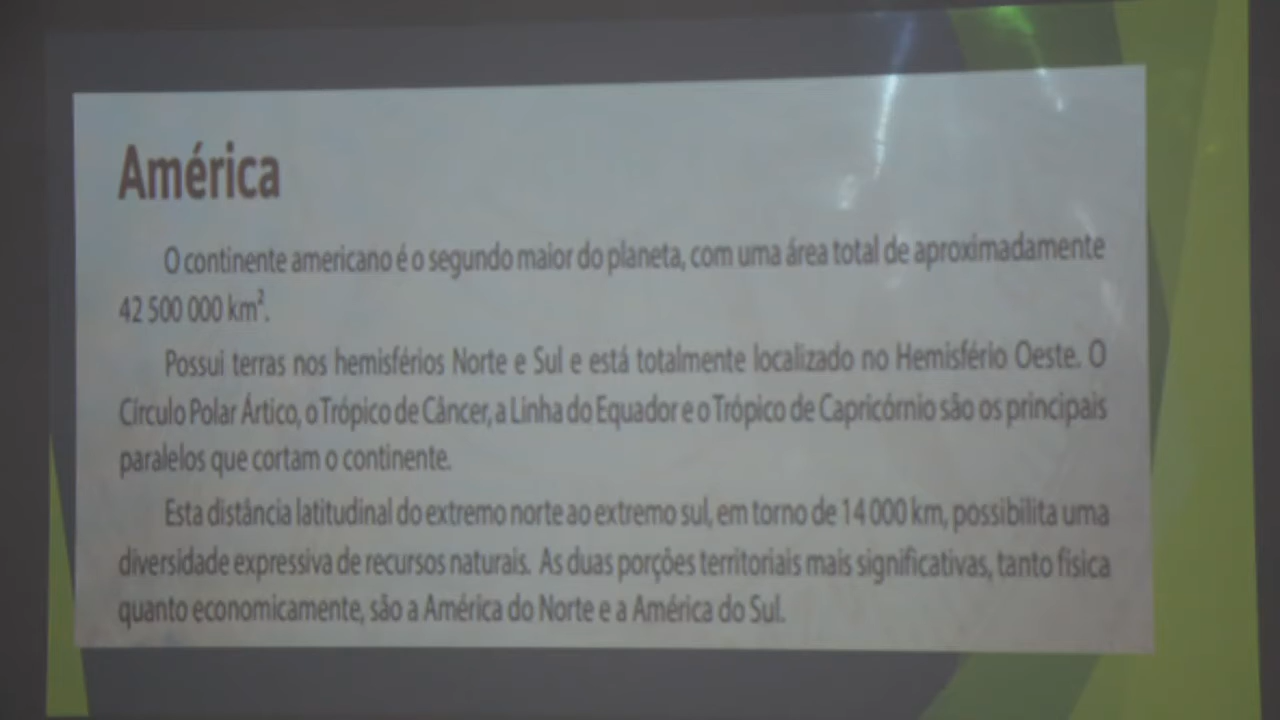 América
O continente americano é o segundo maior do planeta, com uma área total de aproximadamente
42 500 000 km².
Possui terras nos hemisférios Norte e Sul e está totalmente localizado no Hemisfério Oeste. O
Círculo Polar Ártico, o Trópico de Câncer, a Linha do Equador e o Trópico de Capricórnio são os principais
paralelos que cortam o continente.
Esta distância latitudinal do extremo norte ao extremo sul, em torno de 14 000 km, possibilita uma
diversidade expressiva de recursos naturais. As duas porções territoriais mais significativas, tanto física
quanto economicamente, são a América do Norte e a América do Sul.